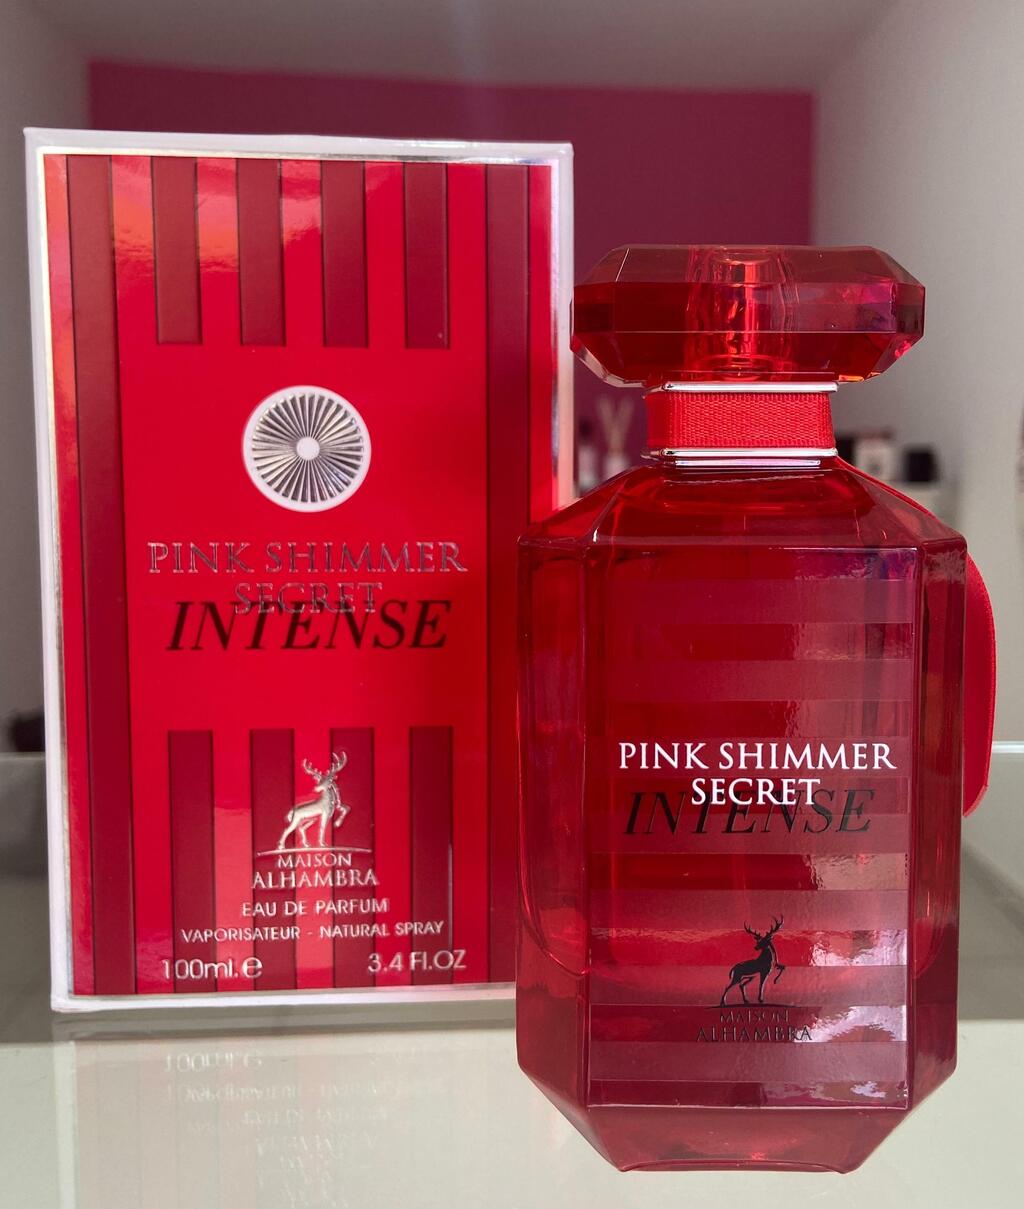 PINK SHIMMER
SECRET
INTENSE
MAISON
ALHAMBRA
EAU DE PARFUM
VAPORISATEUR - NATURAL SPRAY
100ml.e
3.4 Fl.OZ
PINK SHIMMER
SECRET
INTENSE
MAISON
ALHAMBRA